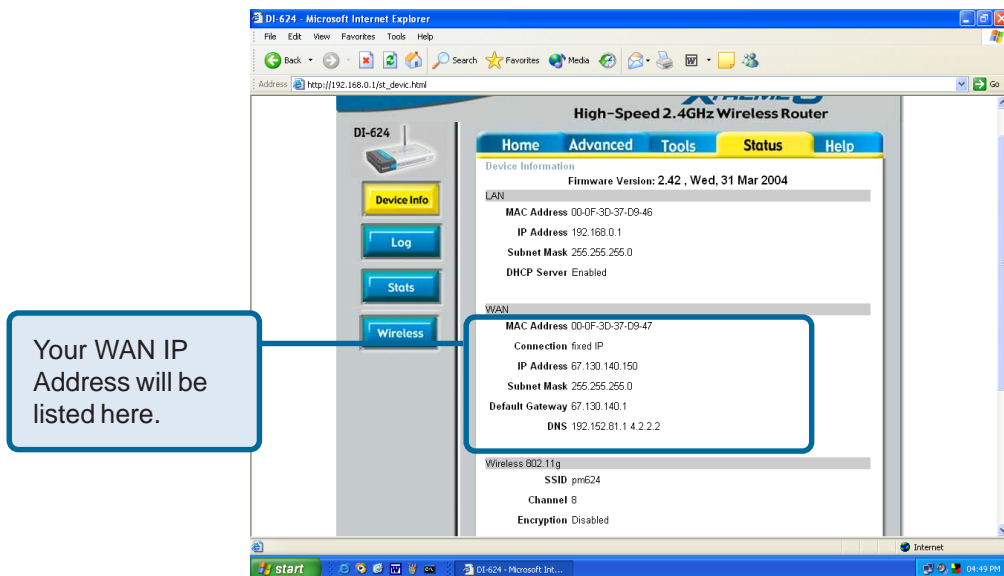 DI-624 - Microsoft Internet Explorer
File Edit View Favorites Tools Help
Back Search Favorites Media
Address http://192.168.0.1/st_devic.html Go
High-Speed 2.4GHz Wireless Router
DI-624
Home Advanced Tools Status Help
Device Information
Firmware Version: 2.42 , Wed, 31 Mar 2004
Device Info
Log
Stats
Wireless
LAN
MAC Address 00-0F-3D-37-D9-46
IP Address 192.168.0.1
Subnet Mask 255.255.255.0
DHCP Server Enabled
WAN
MAC Address 00-0F-3D-37-D9-47
Connection fixed IP
IP Address 67.130.140.150
Subnet Mask 255.255.255.0
Default Gateway 67.130.140.1
DNS 192.152.81.1 4.2.2.2
Wireless 802.11g
SSID pm624
Channel 8
Encryption Disabled
Your WAN IP
Address will be
listed here.
Internet
start DI-624 - Microsoft Int... 04:49 PM